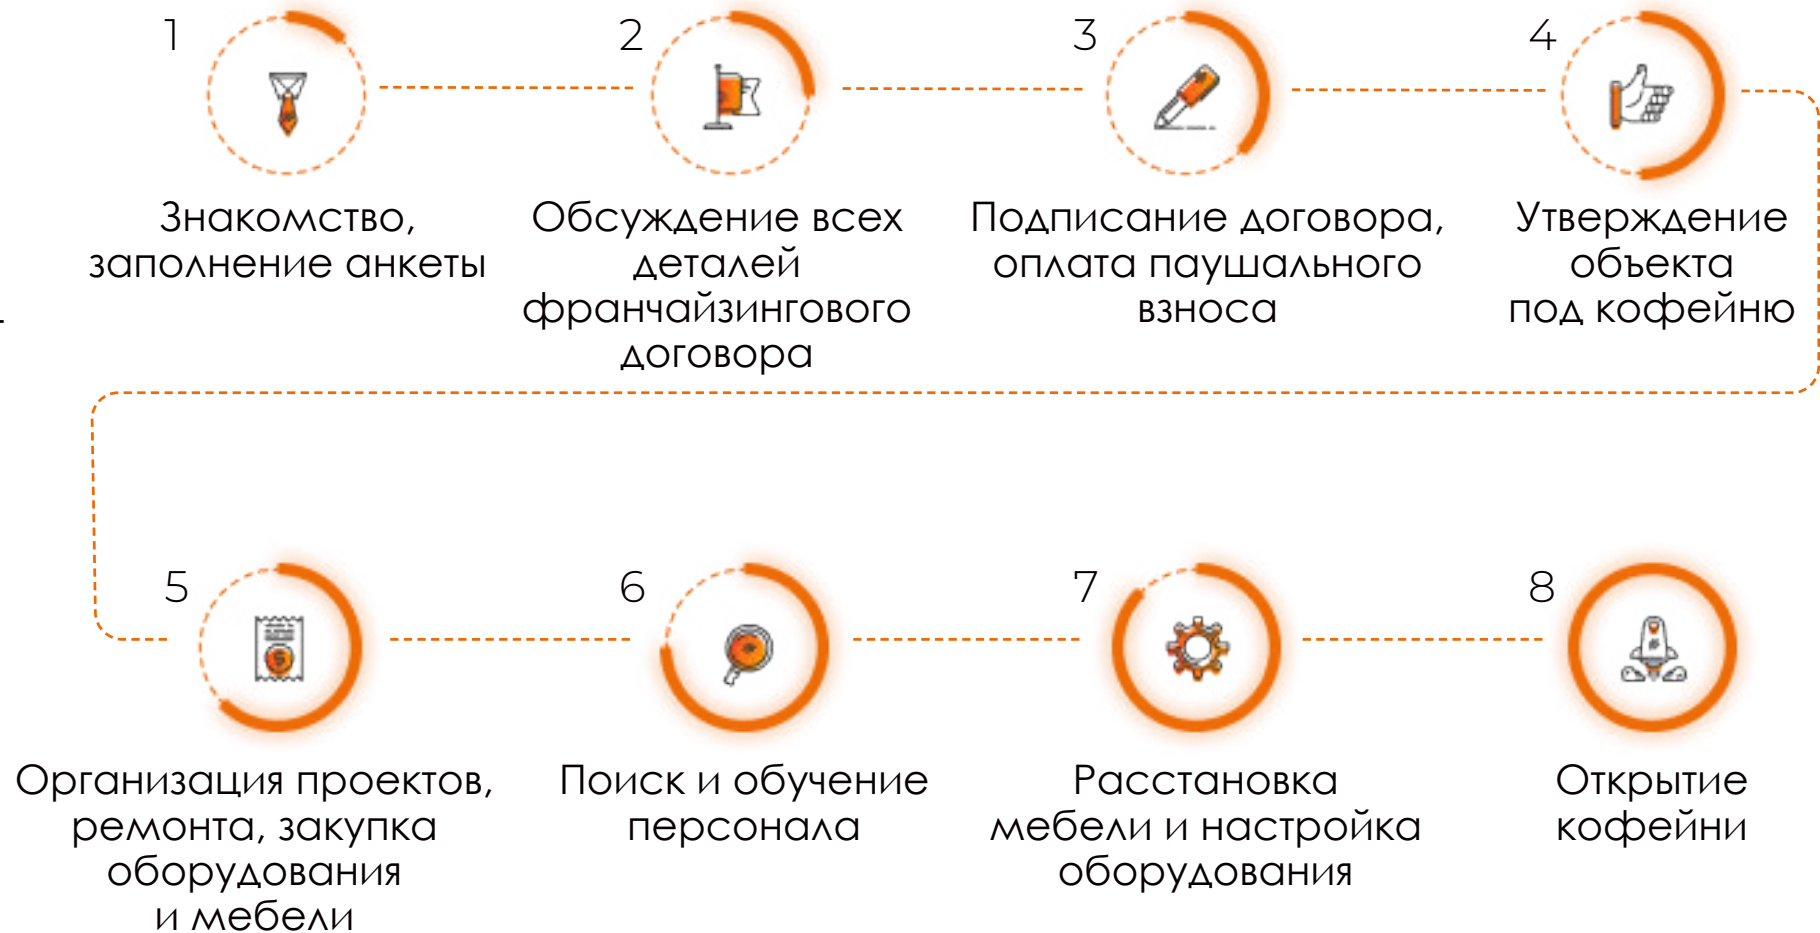 1
Знакомство,
заполнение анкеты
2
Обсуждение всех
деталей
франчайзингового
договора
3
Подписание договора,
оплата паушального
взноса
4
Утверждение
объекта
под кофейню
5
Организация проектов,
ремонта, закупка
оборудования
и мебели
6
Поиск и обучение
персонала
7
Расстановка
мебели и настройка
оборудования
8
Открытие
кофейни